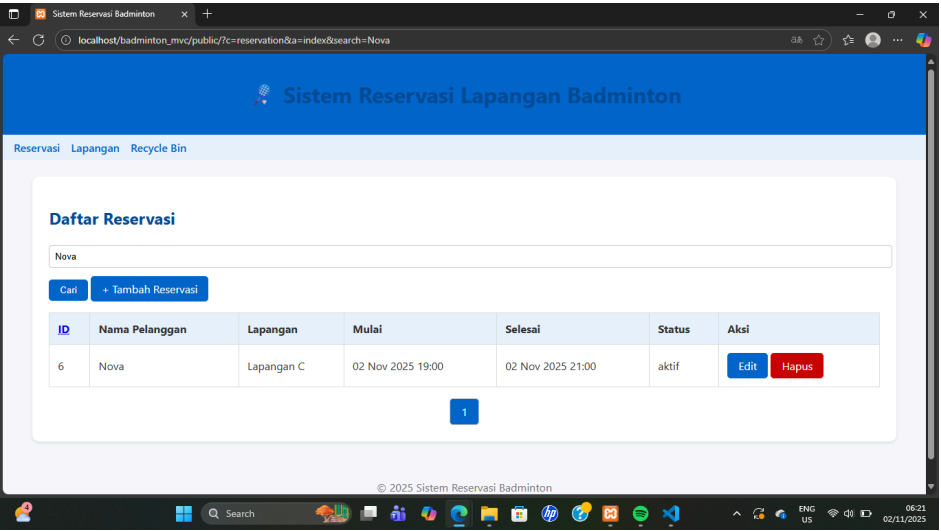 Sistem Reservasi Badminton
localhost/badminton_mvc/public/?c=reservation&a=index&search=Nova
Sistem Reservasi Lapangan Badminton
Reservasi Lapangan Recycle Bin
Daftar Reservasi
Nova
Cari + Tambah Reservasi
ID Nama Pelanggan Lapangan Mulai Selesai Status Aksi
6 Nova Lapangan C 02 Nov 2025 19:00 02 Nov 2025 21:00 aktif Edit Hapus
1
© 2025 Sistem Reservasi Badminton
4
Search
ENG
US
06:21
02/11/2025